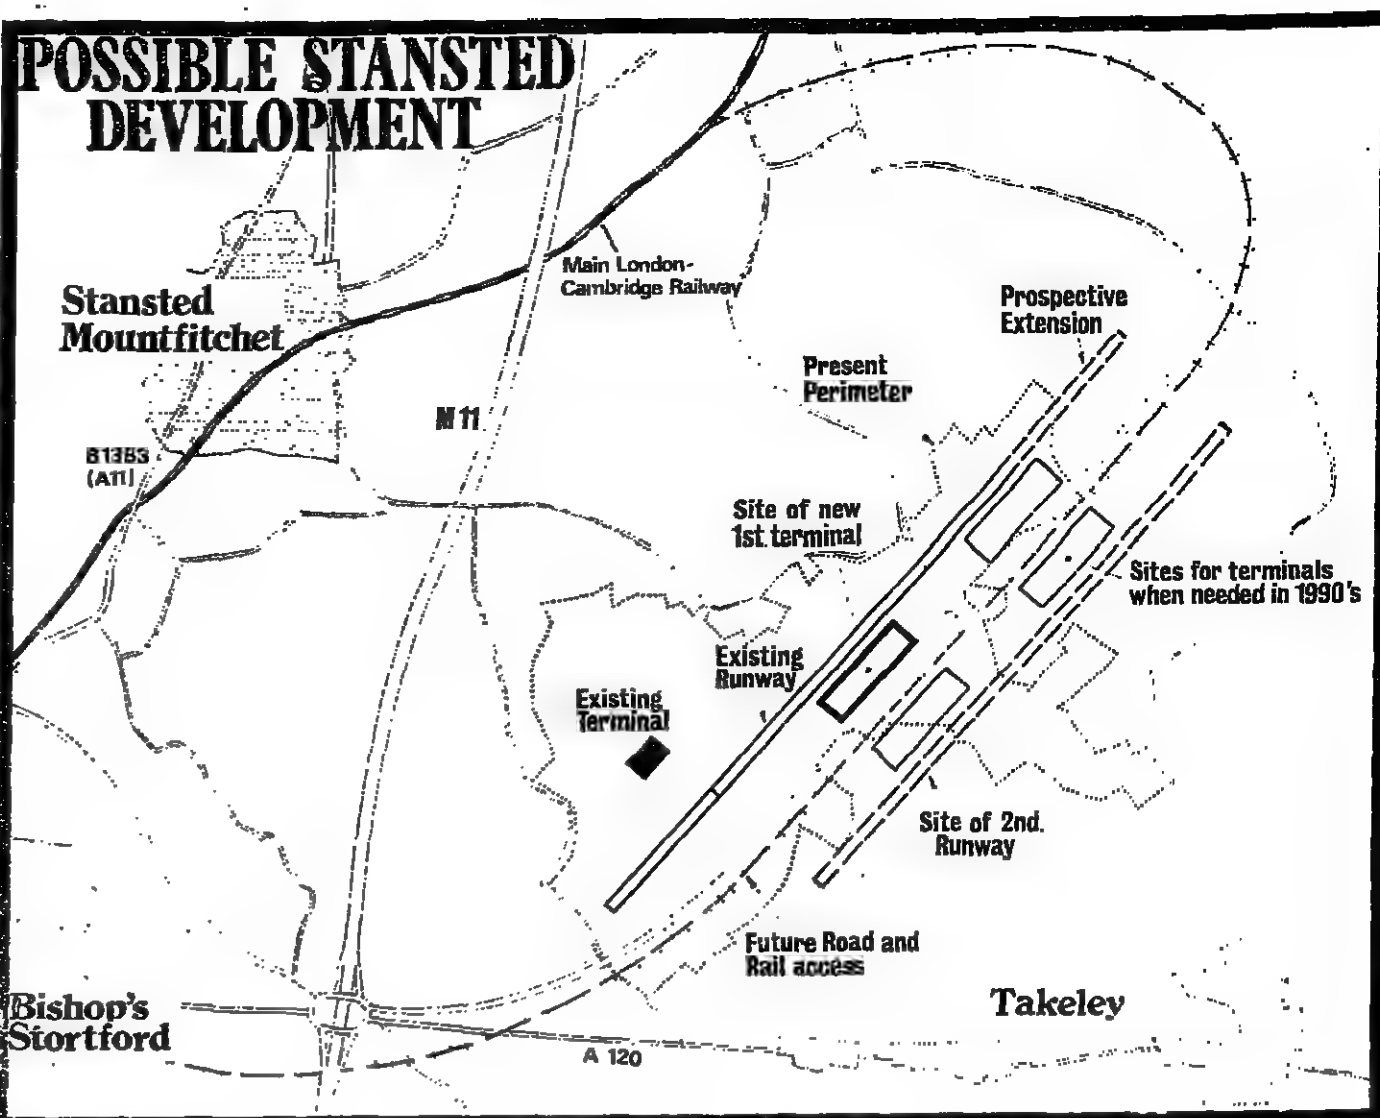 POSSIBLE STANSTED
DEVELOPMENT
Main London-
Cambridge Railway
Stansted
Mountfitchet
Prospective
Extension
Present
Perimeter
M 11
B1383
(A11)
Site of new
1st. terminal
Sites for terminals
when needed in 1990's
Existing
Runway
Existing
Terminal
Site of 2nd.
Runway
Future Road and
Rail access
Bishop's
Stortford
Takeley
A 120